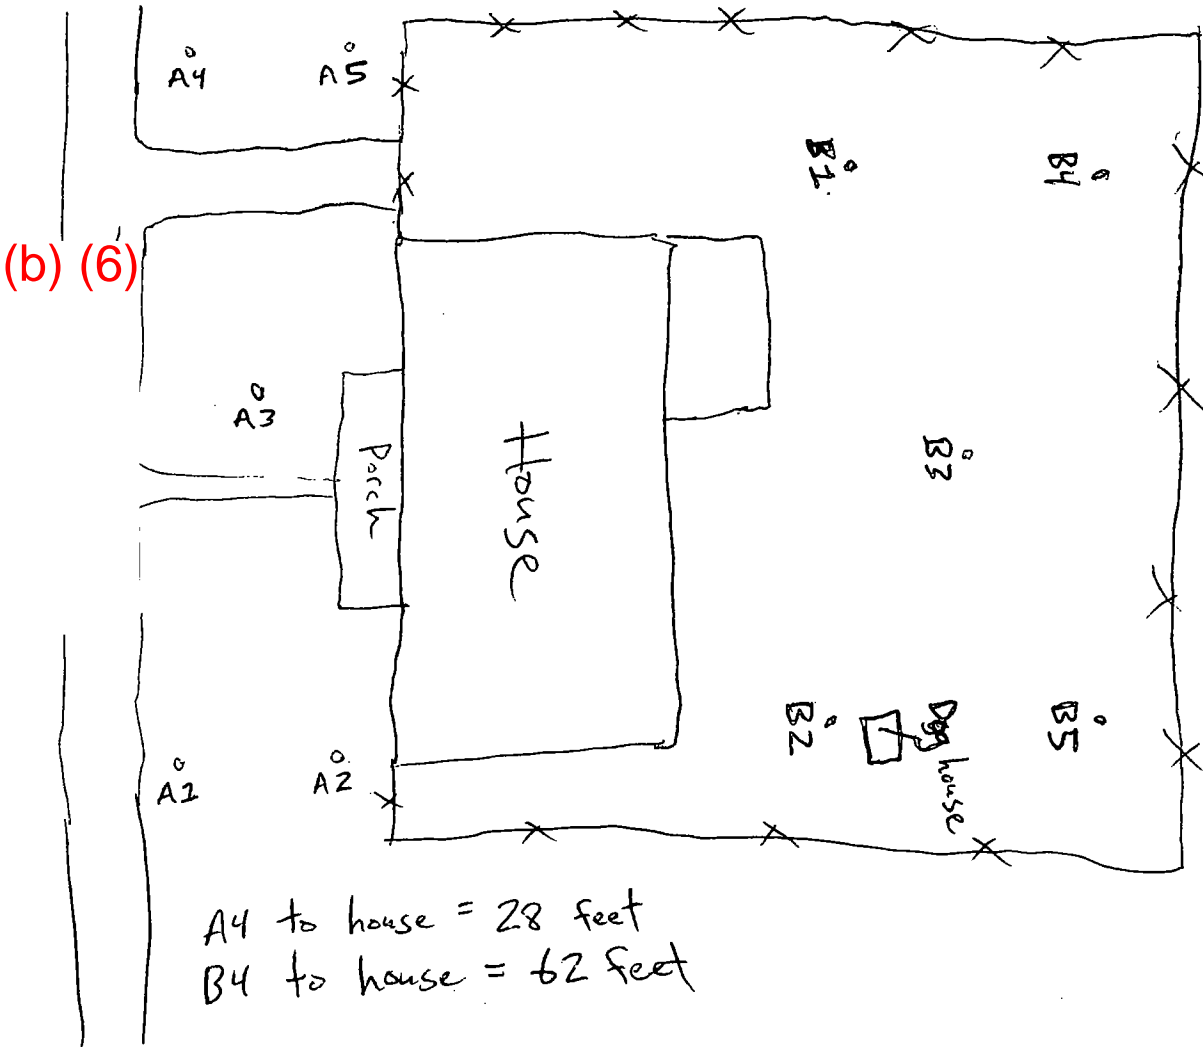 A4
A5
B1
B4
(b) (6)
A3
Porch
House
B3
B2
Dog house
B5
A1
A2
A4 to house = 28 feet
B4 to house = 62 feet